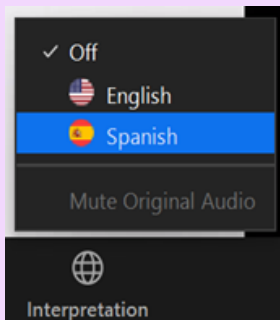 Off
English
Spanish
Mute Original Audio
Interpretation